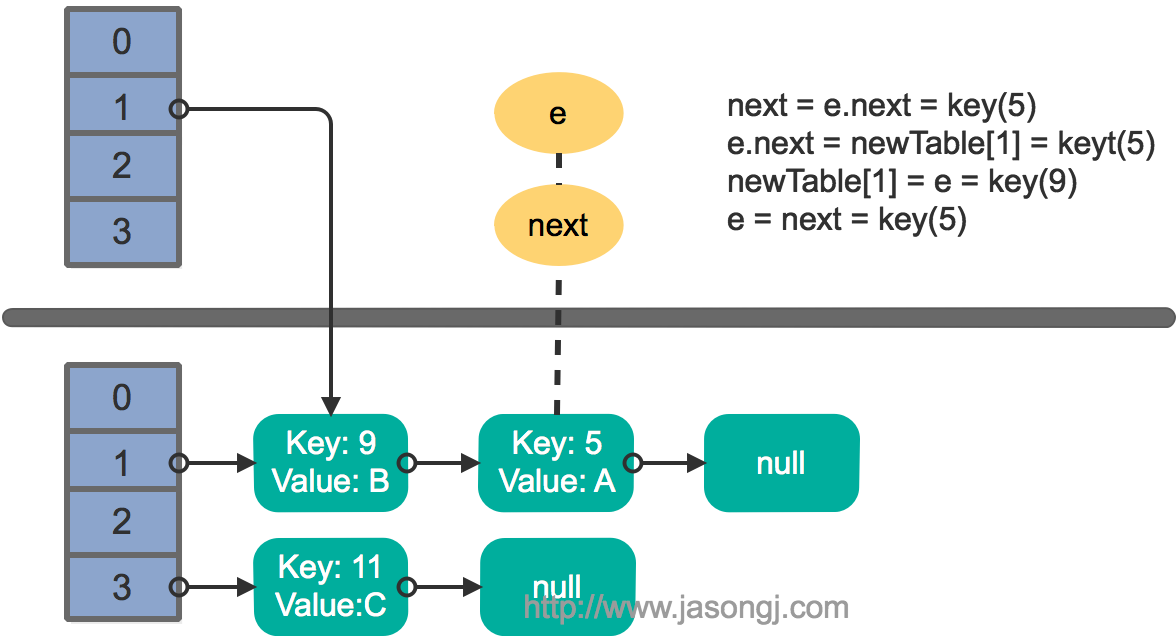 0
1
2
3
e
next
next = e.next = key(5)
e.next = newTable[1] = keyt(5)
newTable[1] = e = key(9)
e = next = key(5)
0
1
2
3
Key: 9
Value: B
Key: 5
Value: A
null
Key: 11
Value:C
null
http://www.jasongj.com